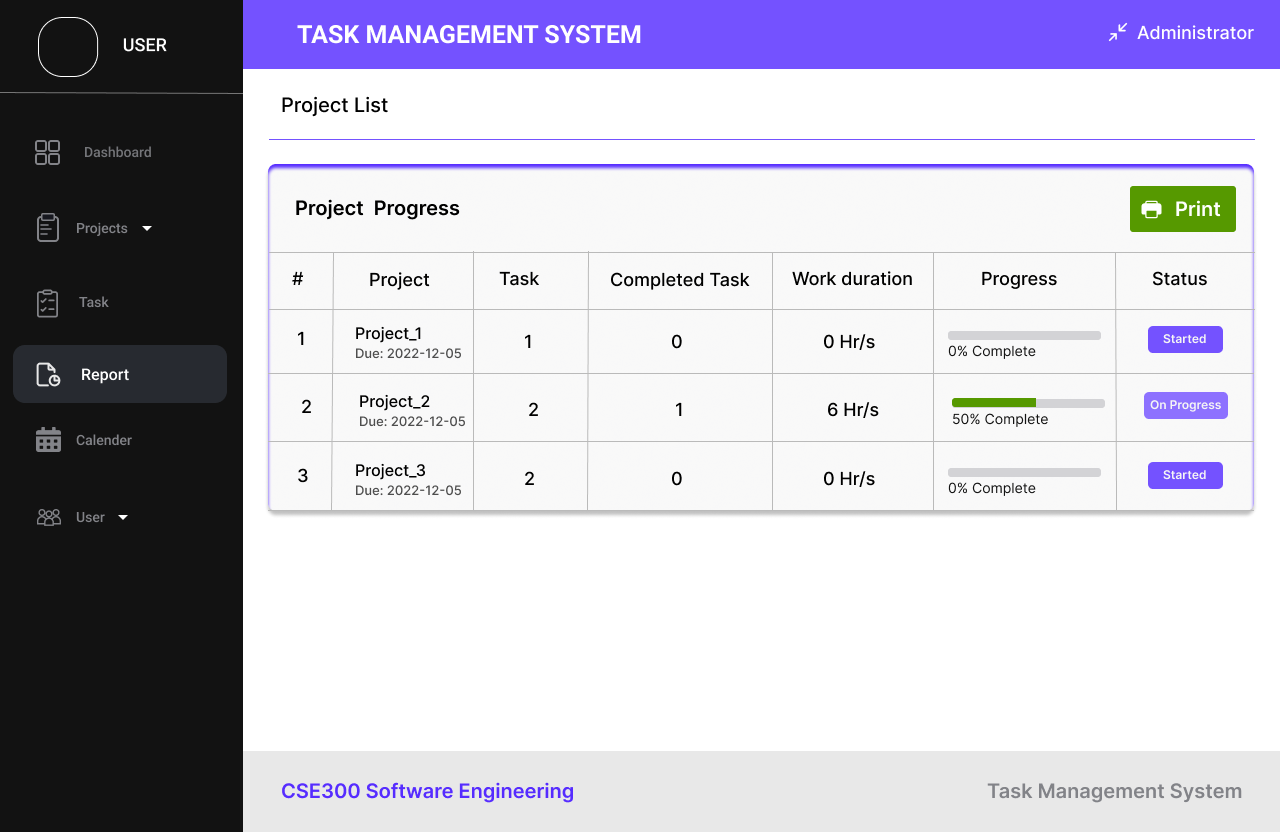 USER
TASK MANAGEMENT SYSTEM
Administrator
Dashboard
Projects
Task
Report
Calender
User
Project List
Project Progress
Print
# Project Task Completed Task Work duration Progress Status
1 Project_1 1 0 0 Hr/s Started
Due: 2022-12-05 0% Complete
2 Project_2 2 1 6 Hr/s On Progress
Due: 2022-12-05 50% Complete
3 Project_3 2 0 0 Hr/s Started
Due: 2022-12-05 0% Complete
CSE300 Software Engineering
Task Management System